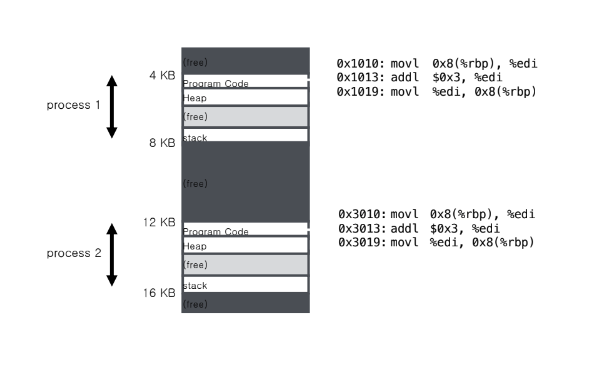 (free)
4 KB
Program Code
Heap
(free)
stack
8 KB
process 1
0x1010: movl 0x8(%rbp), %edi
0x1013: addl $0x3, %edi
0x1019: movl %edi, 0x8(%rbp)
(free)
12 KB
Program Code
Heap
(free)
stack
16 KB
(free)
process 2
0x3010: movl 0x8(%rbp), %edi
0x3013: addl $0x3, %edi
0x3019: movl %edi, 0x8(%rbp)